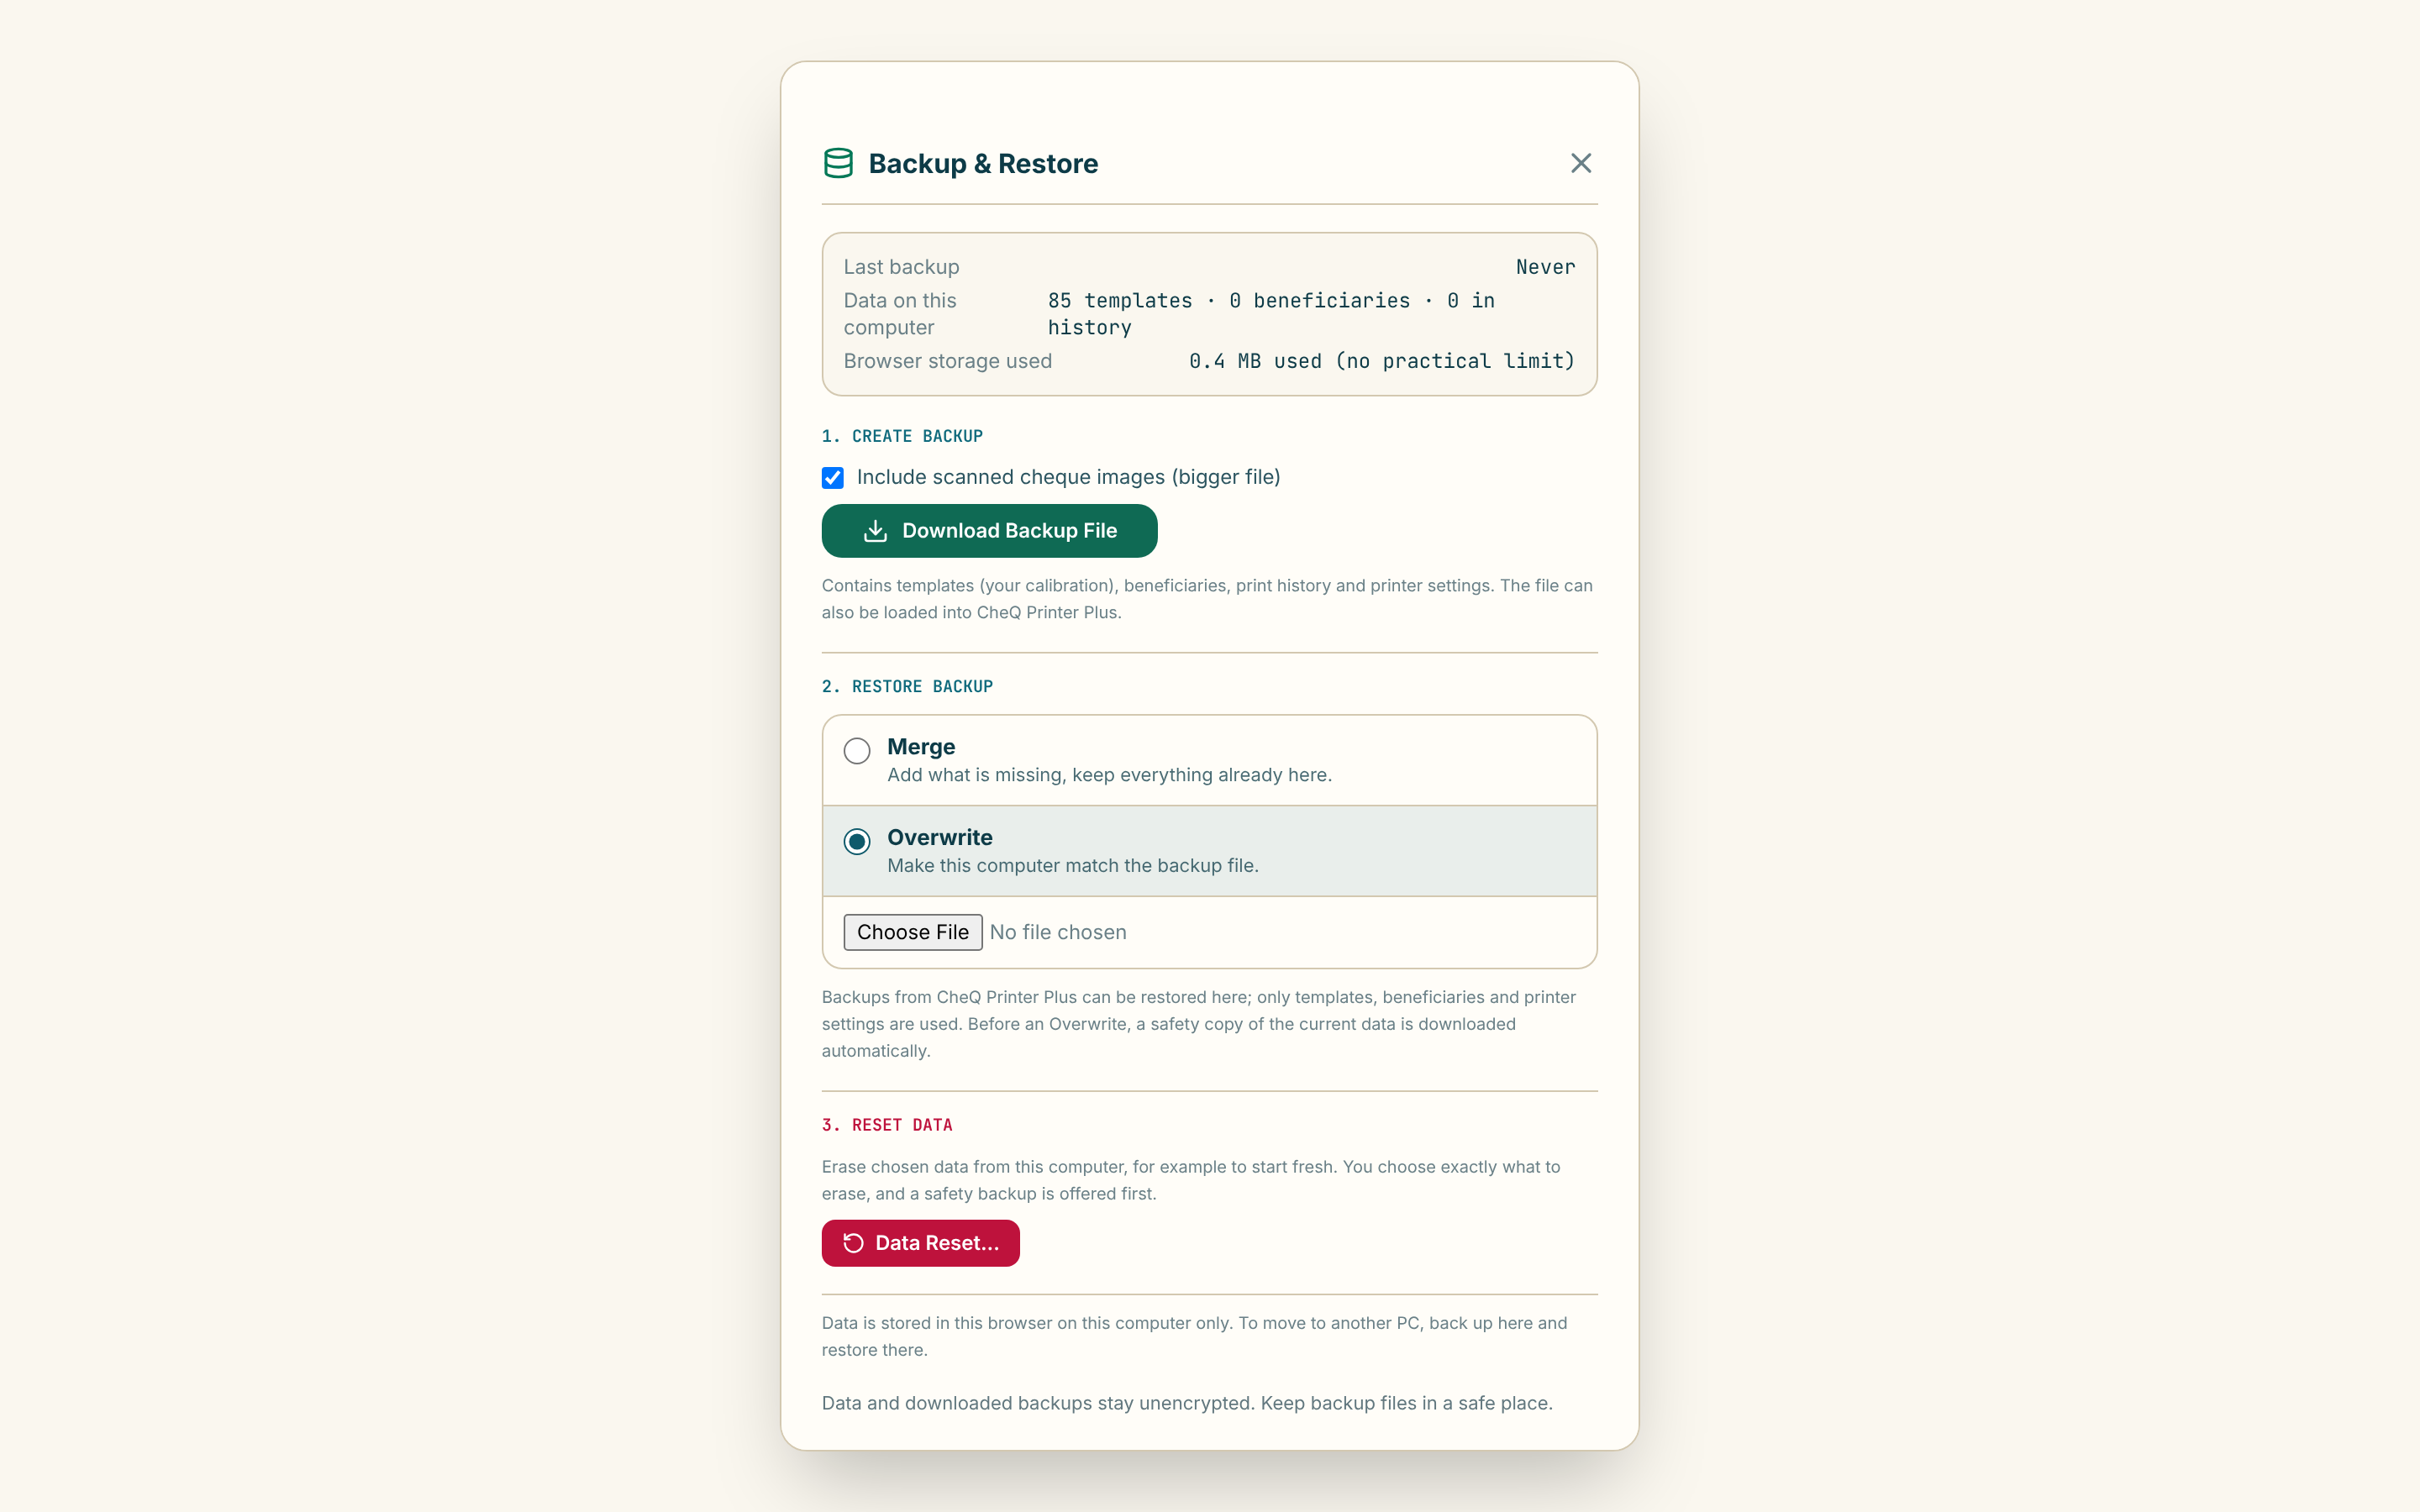 Backup & Restore
Last backup Never
Data on this computer 85 templates · 0 beneficiaries · 0 in history
Browser storage used 0.4 MB used (no practical limit)
1. CREATE BACKUP
Include scanned cheque images (bigger file)
Download Backup File
Contains templates (your calibration), beneficiaries, print history and printer settings. The file can
also be loaded into CheQ Printer Plus.
2. RESTORE BACKUP
Merge
Add what is missing, keep everything already here.
Overwrite
Make this computer match the backup file.
Choose File No file chosen
Backups from CheQ Printer Plus can be restored here; only templates, beneficiaries and printer
settings are used. Before an Overwrite, a safety copy of the current data is downloaded
automatically.
3. RESET DATA
Erase chosen data from this computer, for example to start fresh. You choose exactly what to
erase, and a safety backup is offered first.
Data Reset...
Data is stored in this browser on this computer only. To move to another PC, back up here and
restore there.
Data and downloaded backups stay unencrypted. Keep backup files in a safe place.